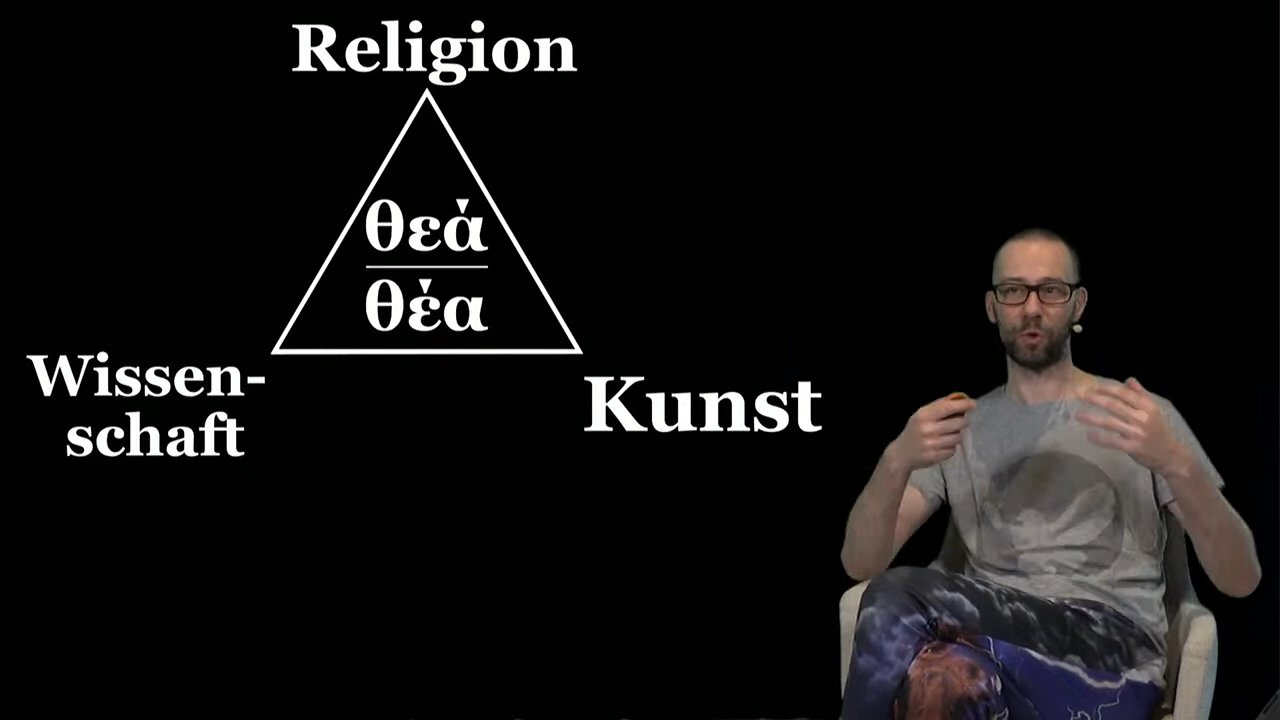 Religion
θεά
θέα
Wissen-
schaft
Kunst